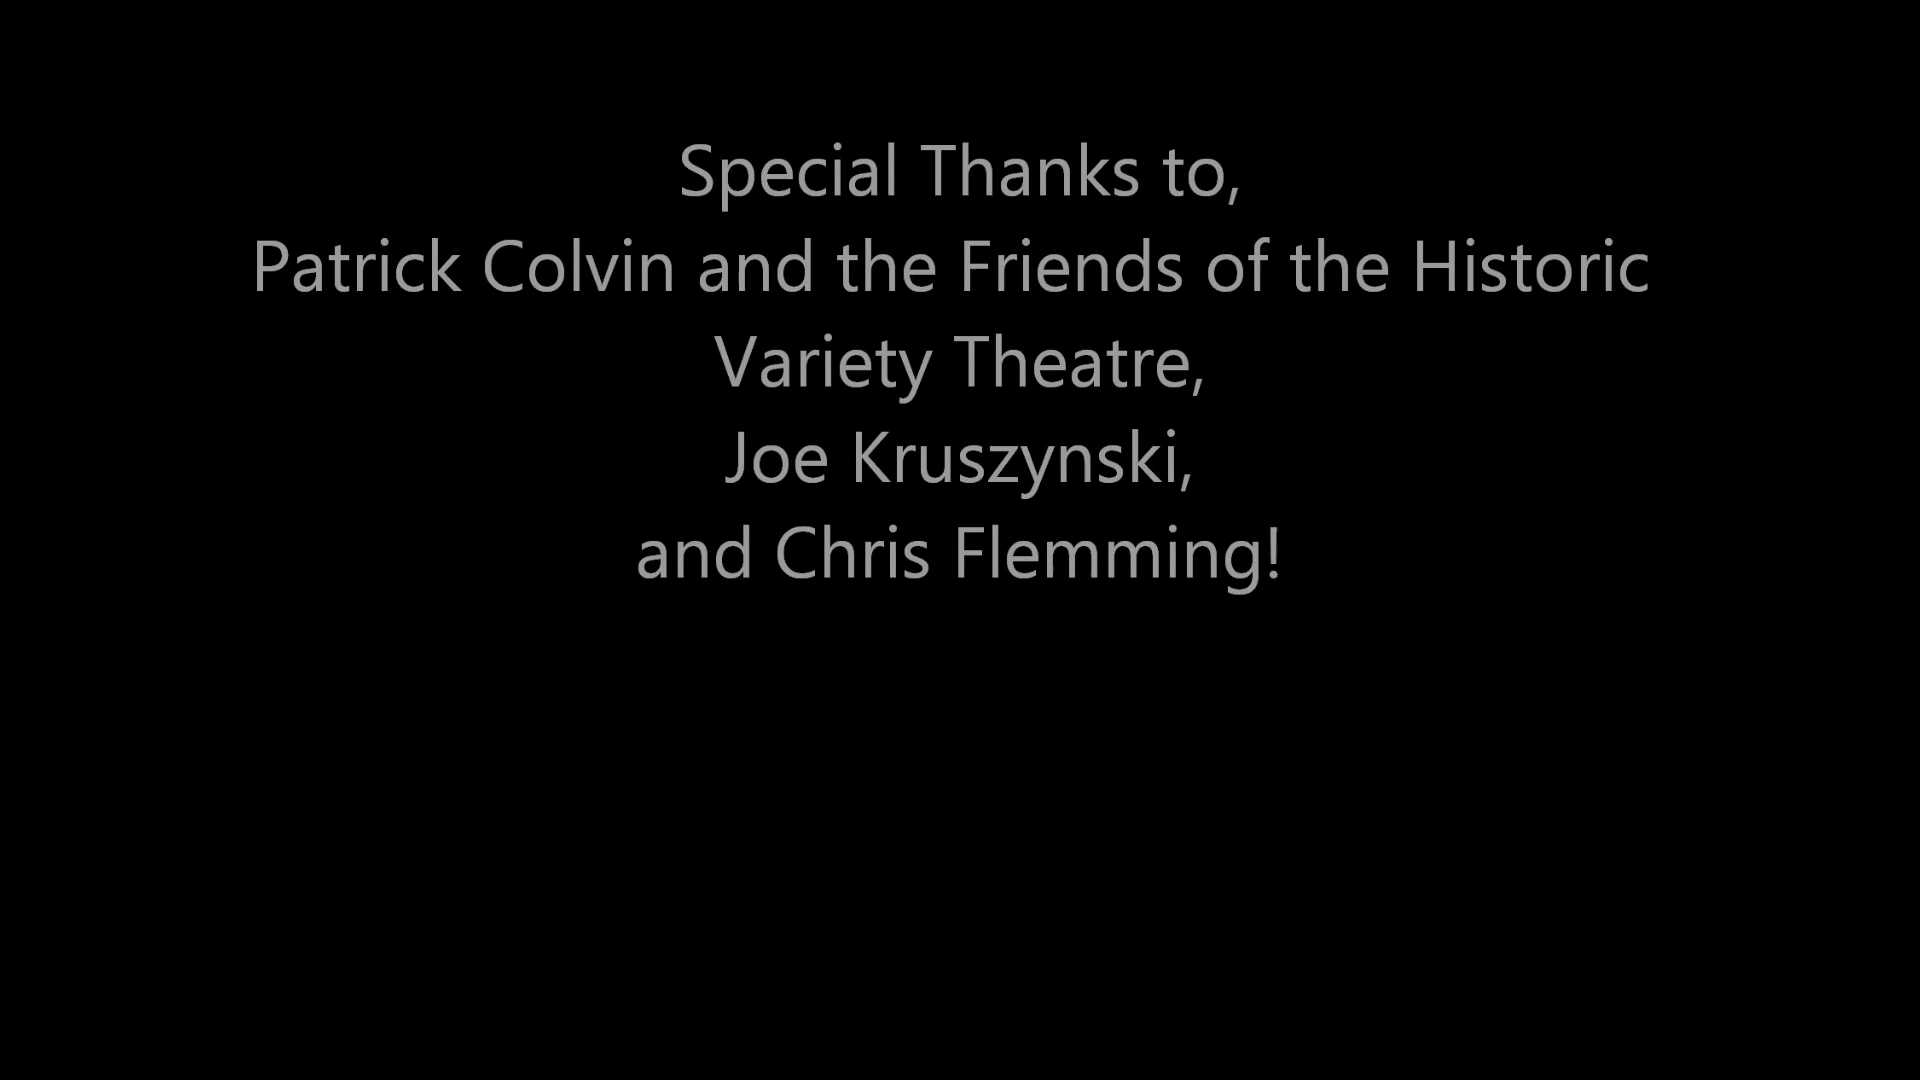 Special Thanks to,
Patrick Colvin and the Friends of the Historic
Variety Theatre,
Joe Kruszynski,
and Chris Flemming!